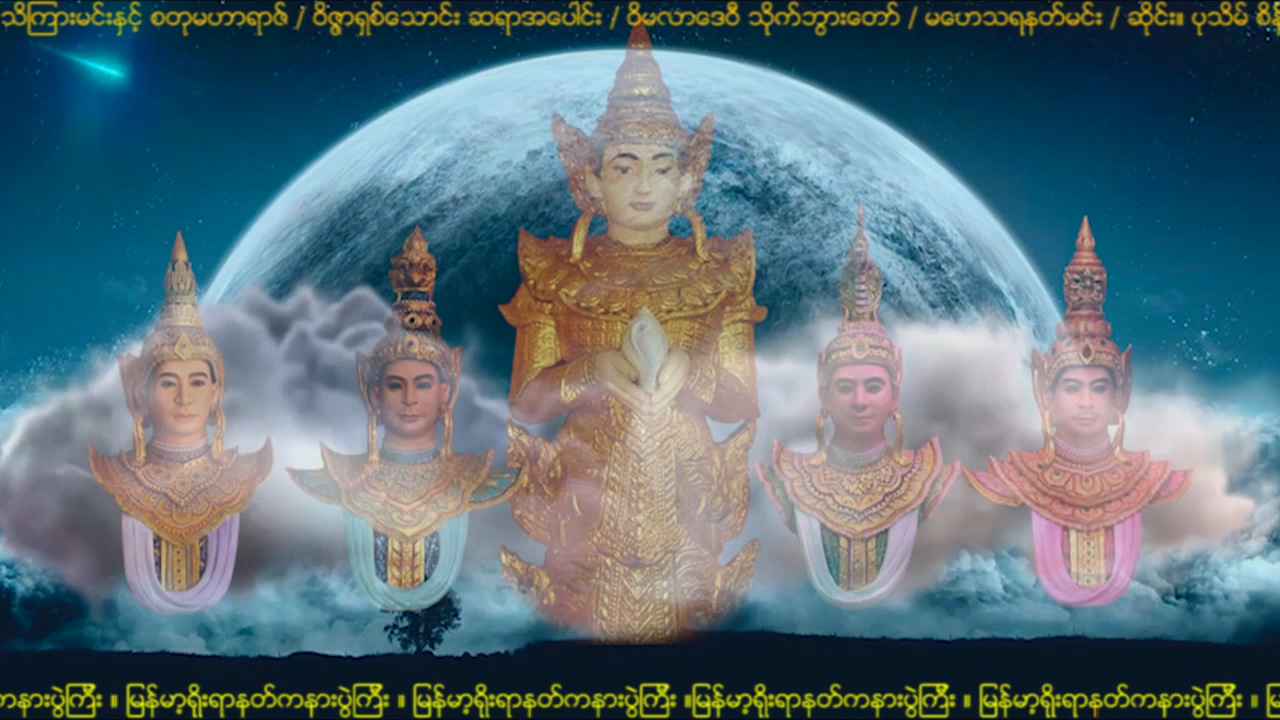 သိကြားမင်းနှင့် စတုမဟာရာဇ် / ဝိဇ္ဇာရှစ်သောင်း ဆရာအပေါင်း / ဝိမလာဒေဝီ သိုက်ဘွားတော် / မဟေသရနတ်မင်း / ဆိုင်း။ ပုသိမ်
ကနားပွဲကြီး ။ မြန်မာ့ရိုးရာနတ်ကနားပွဲကြီး ။ မြန်မာ့ရိုးရာနတ်ကနားပွဲကြီး ။မြန်မာ့ရိုးရာနတ်ကနားပွဲကြီး ။ မြန်မာ့ရိုးရာနတ်ကနားပွဲကြီး ။